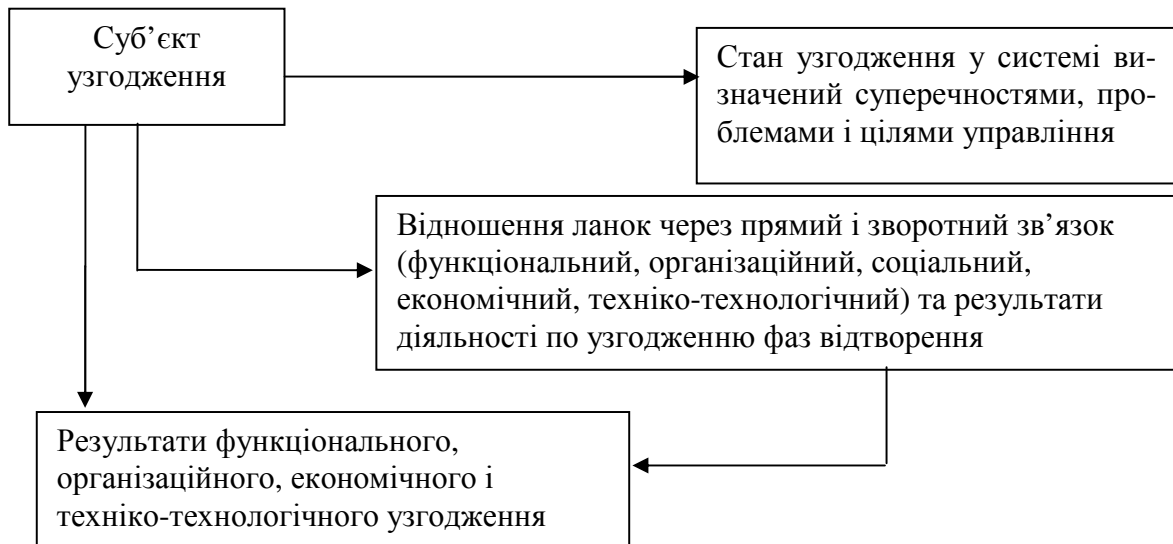 Суб’єкт
узгодження
Стан узгодження у системі ви-
значений суперечностями, про-
блемами і цілями управління
Відношення ланок через прямий і зворотний зв’язок
(функціональний, організаційний, соціальний,
економічний, техніко-технологічний) та результати
діяльності по узгодженню фаз відтворення
Результати функціонального,
організаційного, економічного і
техніко-технологічного узгодження